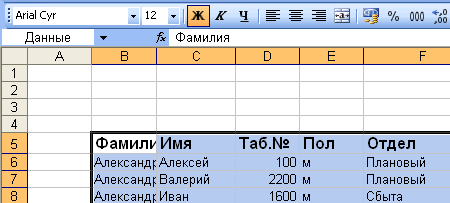 Arial Cyr 12 Ж К Ч % 000
Данные fx Фамилия
A B C D E F
1
2
3
4
5 Фамили Имя Таб.№ Пол Отдел
6 Александр Алексей 100 м Плановый
7 Александр Валерий 2200 м Плановый
8 Александр Иван 1600 м Сбыта